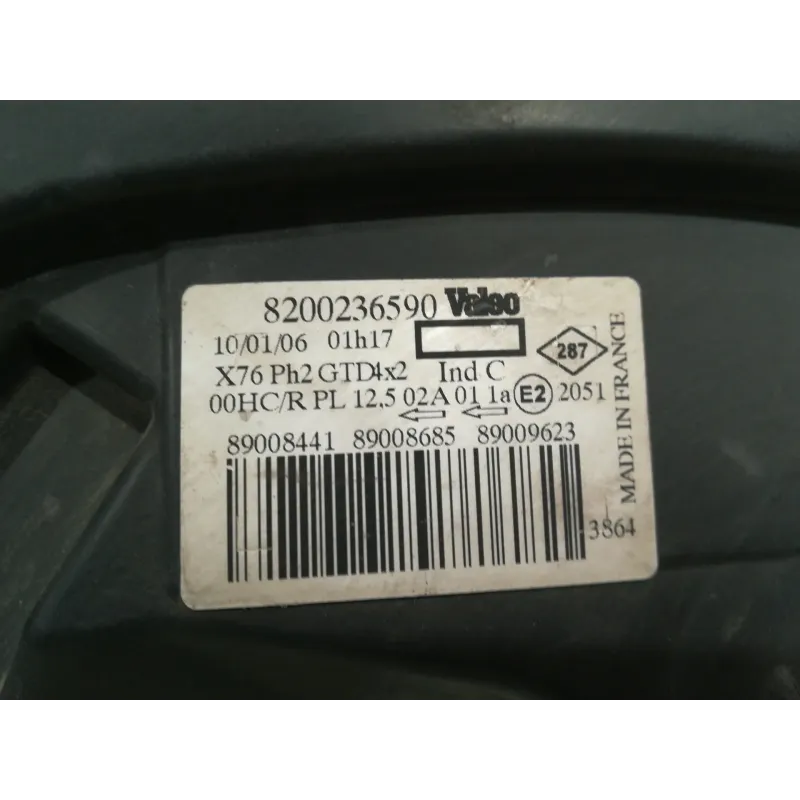 8200236590 Valeo
10/01/06 01h17
287
X76 Ph2 GTD4x2 Ind C
00HC/R PL 12,5 02A 01 1a E2 2051
89008441 89008685 89009623
3864
MADE IN FRANCE